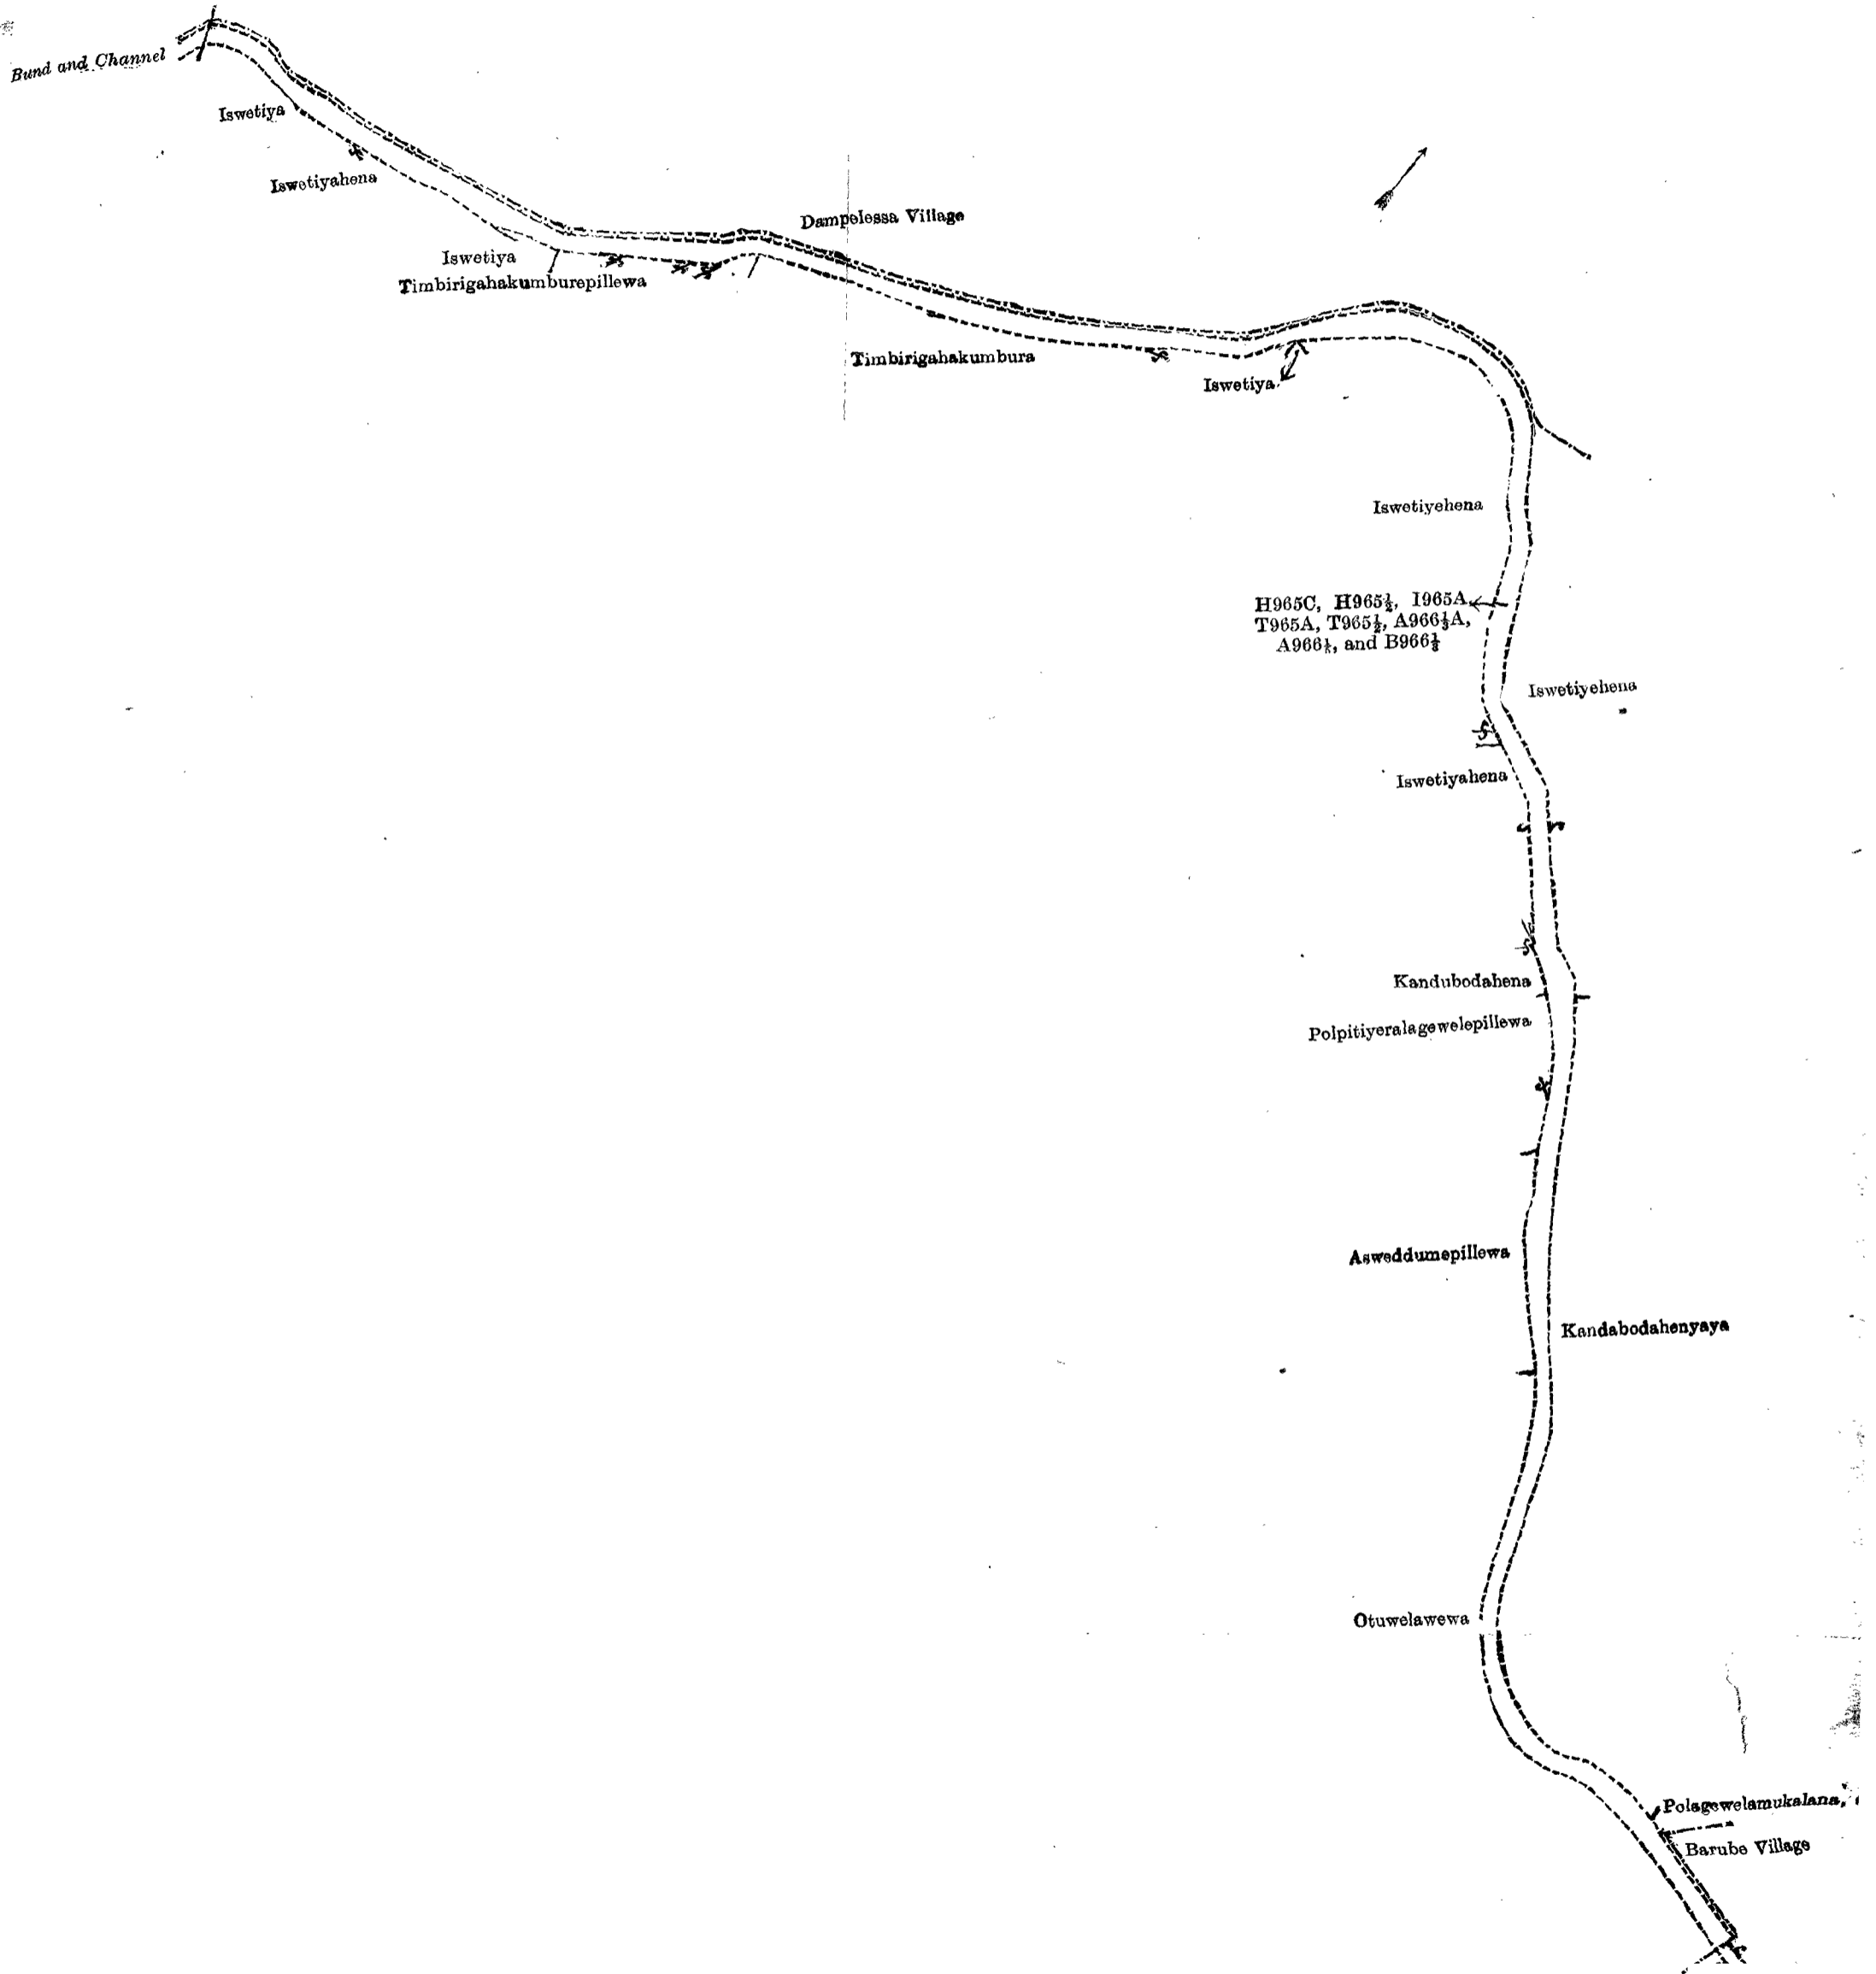 Bund and Channel
Iswetiya
Iswetiyahena
Dampelessa Village
Iswetiya
Timbirigahakumburepillewa
Timbirigahakumbura
Iswetiya
Iswetiyehena
H965C, H965½, I965A
T965A, T965½, A966⅓A,
and B966⅓
Iswetiyehena
Iswetiyahena
Kandubodahena
Polpitiyeralagewelepillewa
Asweddumepillewa
Kandabodahenyaya
Otuwelawewa
Polagewelamukalana,
Barube Village